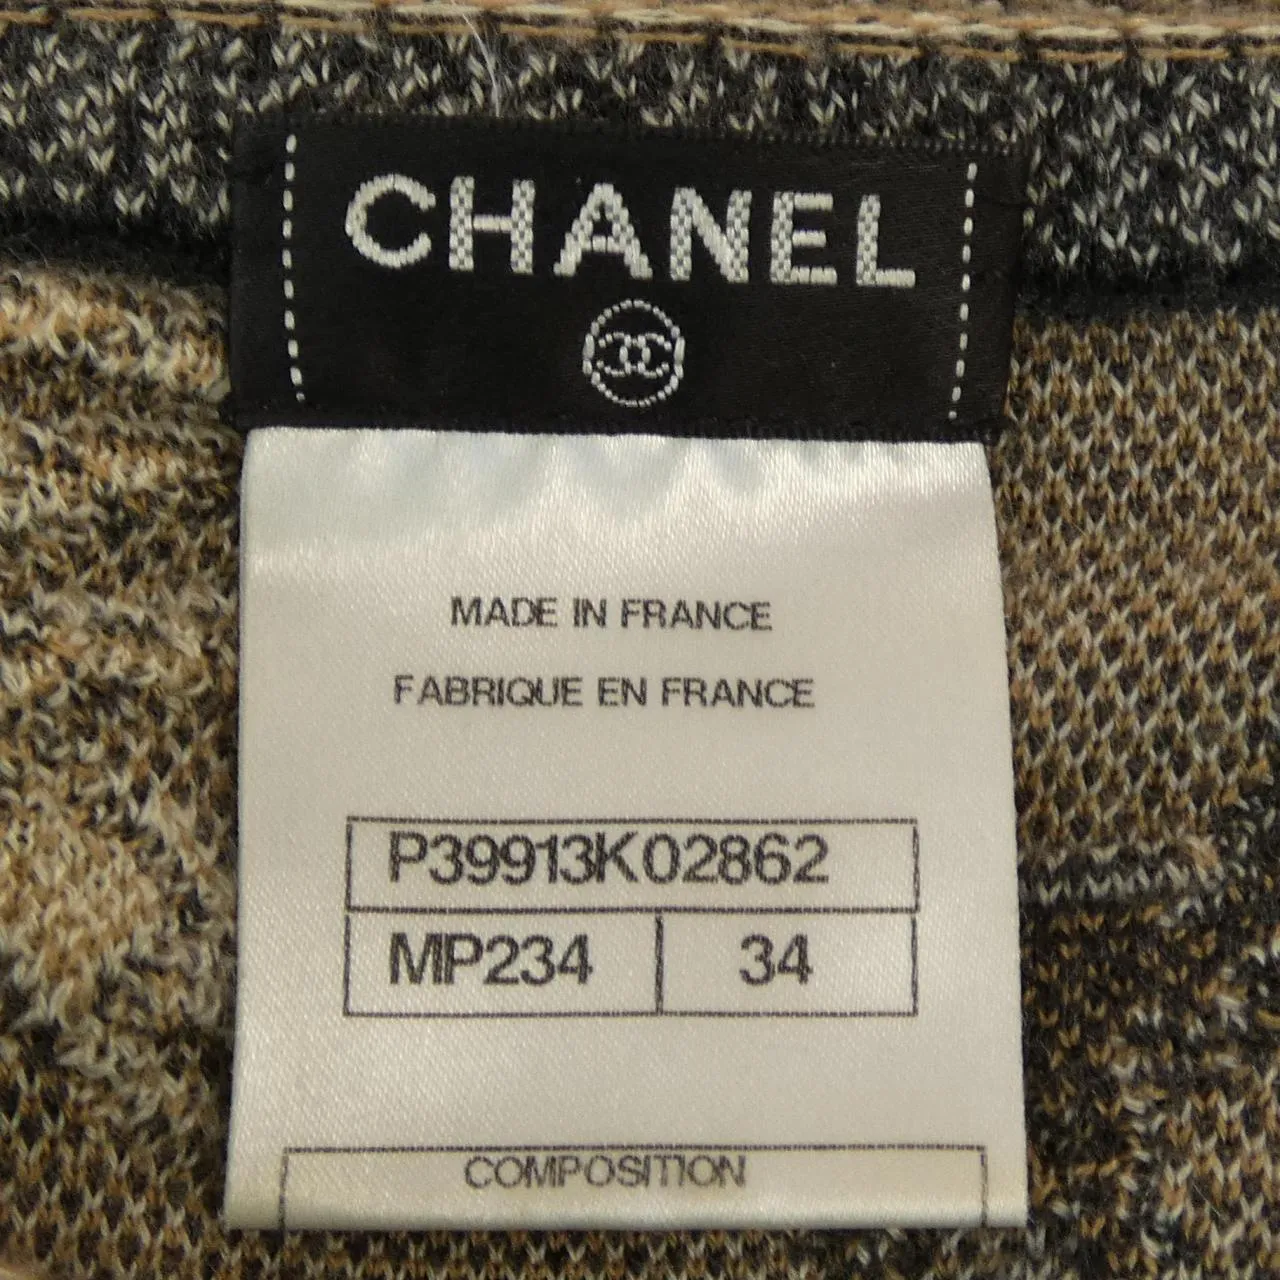 CHANEL
MADE IN FRANCE
FABRIQUE EN FRANCE
P39913K02862
MP234 34
COMPOSITION